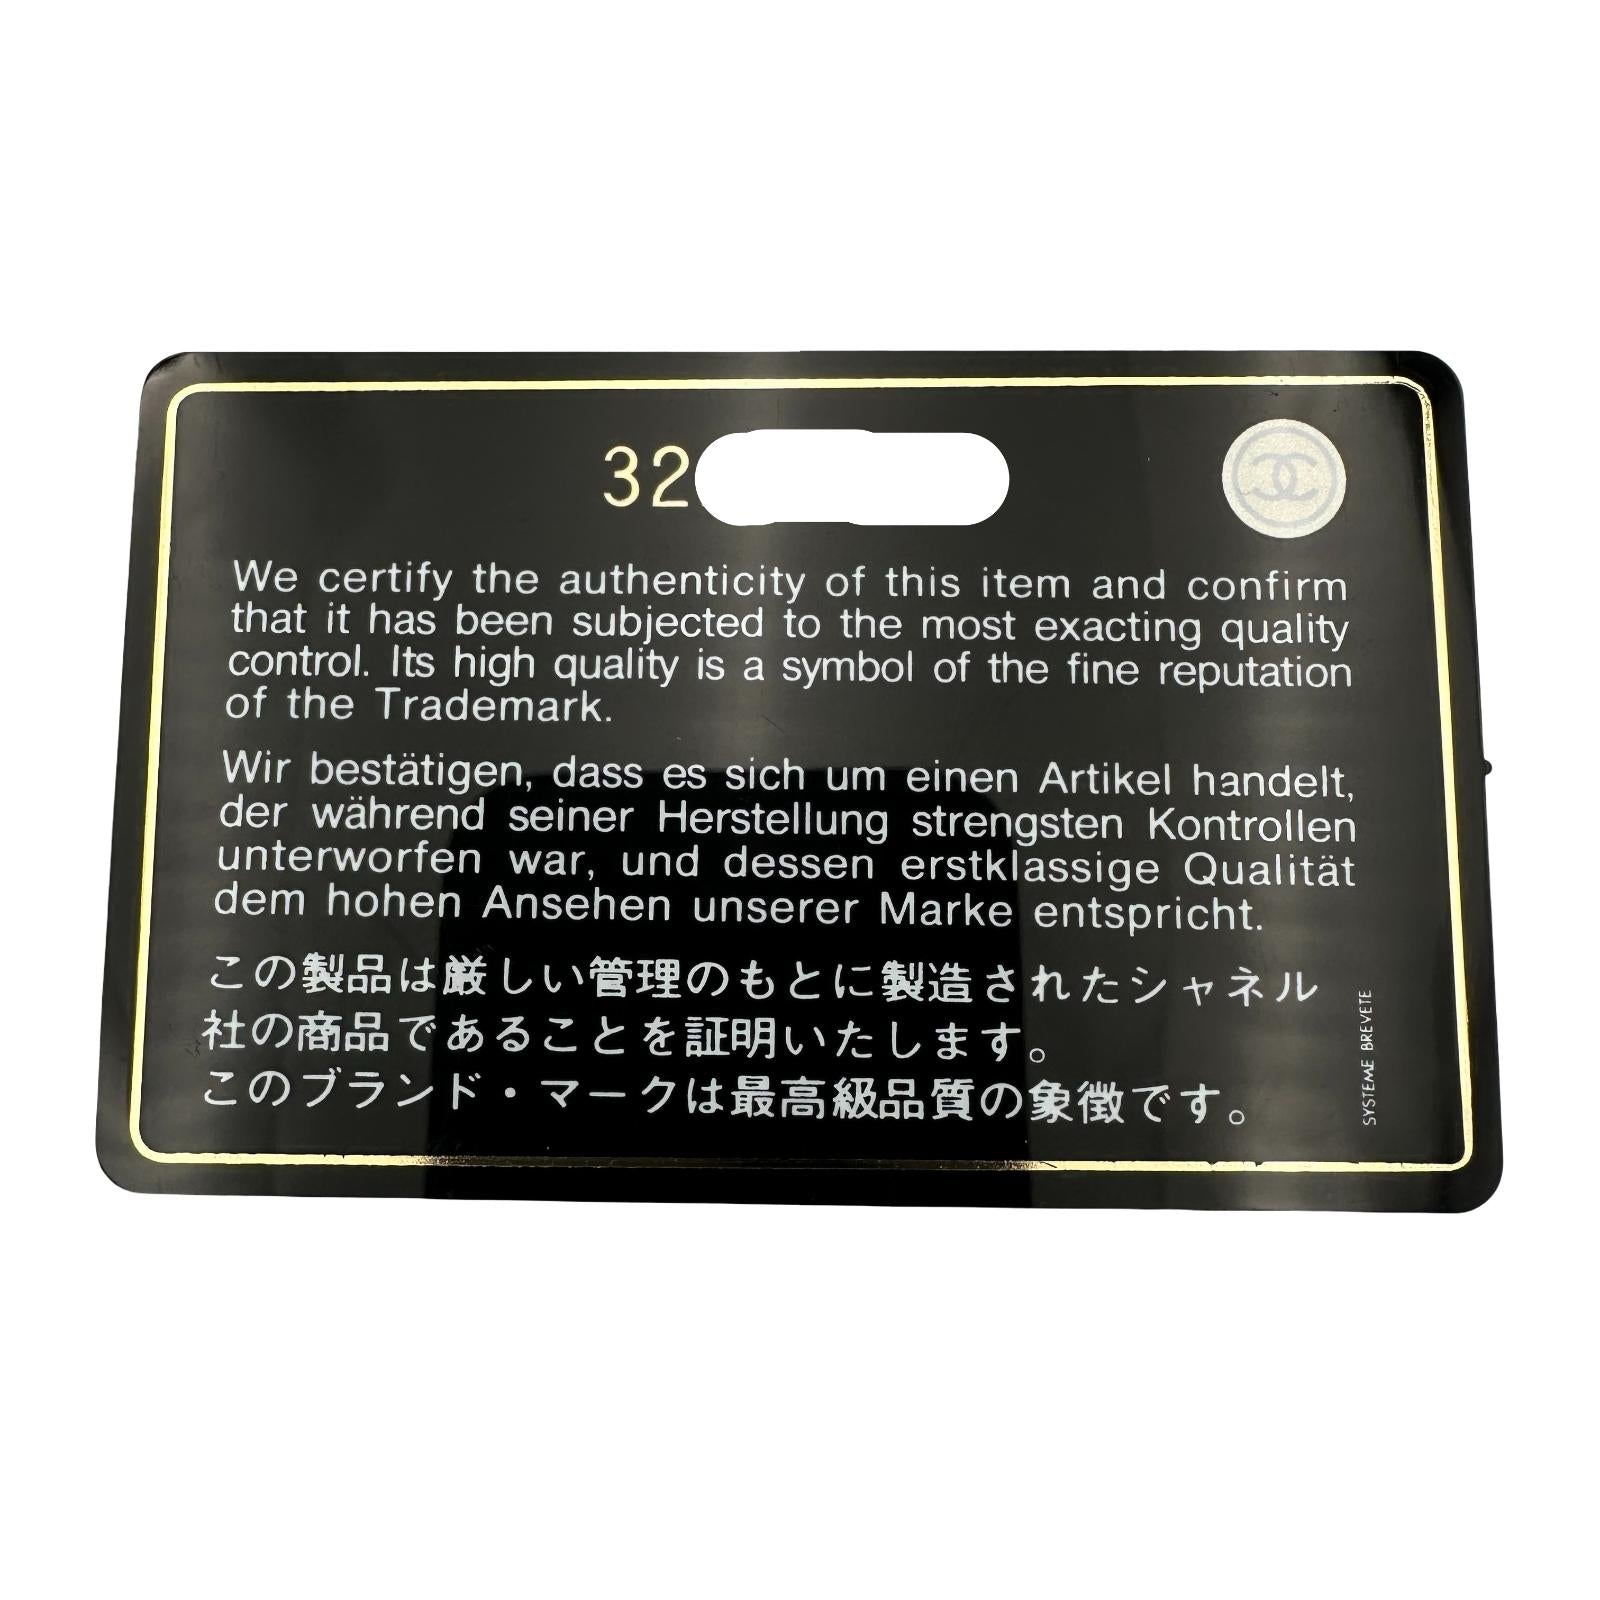 32
We certify the authenticity of this item and confirm
that it has been subjected to the most exacting quality
control. Its high quality is a symbol of the fine reputation
of the Trademark.
Wir bestätigen, dass es sich um einen Artikel handelt,
der während seiner Herstellung strengsten Kontrollen
unterworfen war, und dessen erstklassige Qualität
dem hohen Ansehen unserer Marke entspricht.
この製品は厳しい管理のもとに製造されたシャネル
社の商品であることを証明いたします。
このブランド・マークは最高級品質の象徴です。
SYSTEME BREVETE